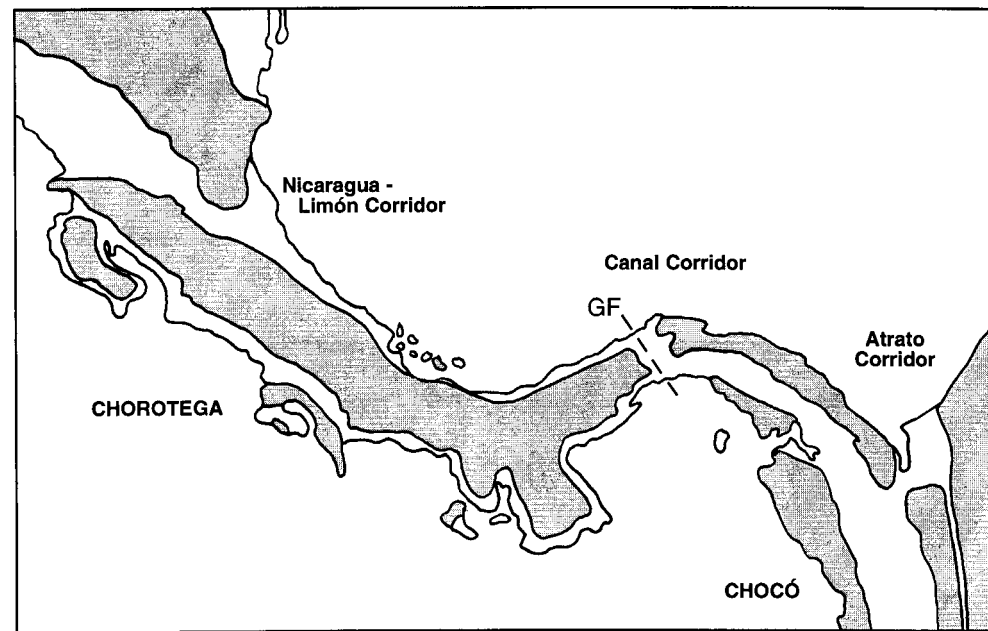 Nicaragua -
Limón Corridor
Canal Corridor
GF
Atrato
Corridor
CHOROTEGA
CHOCÓ